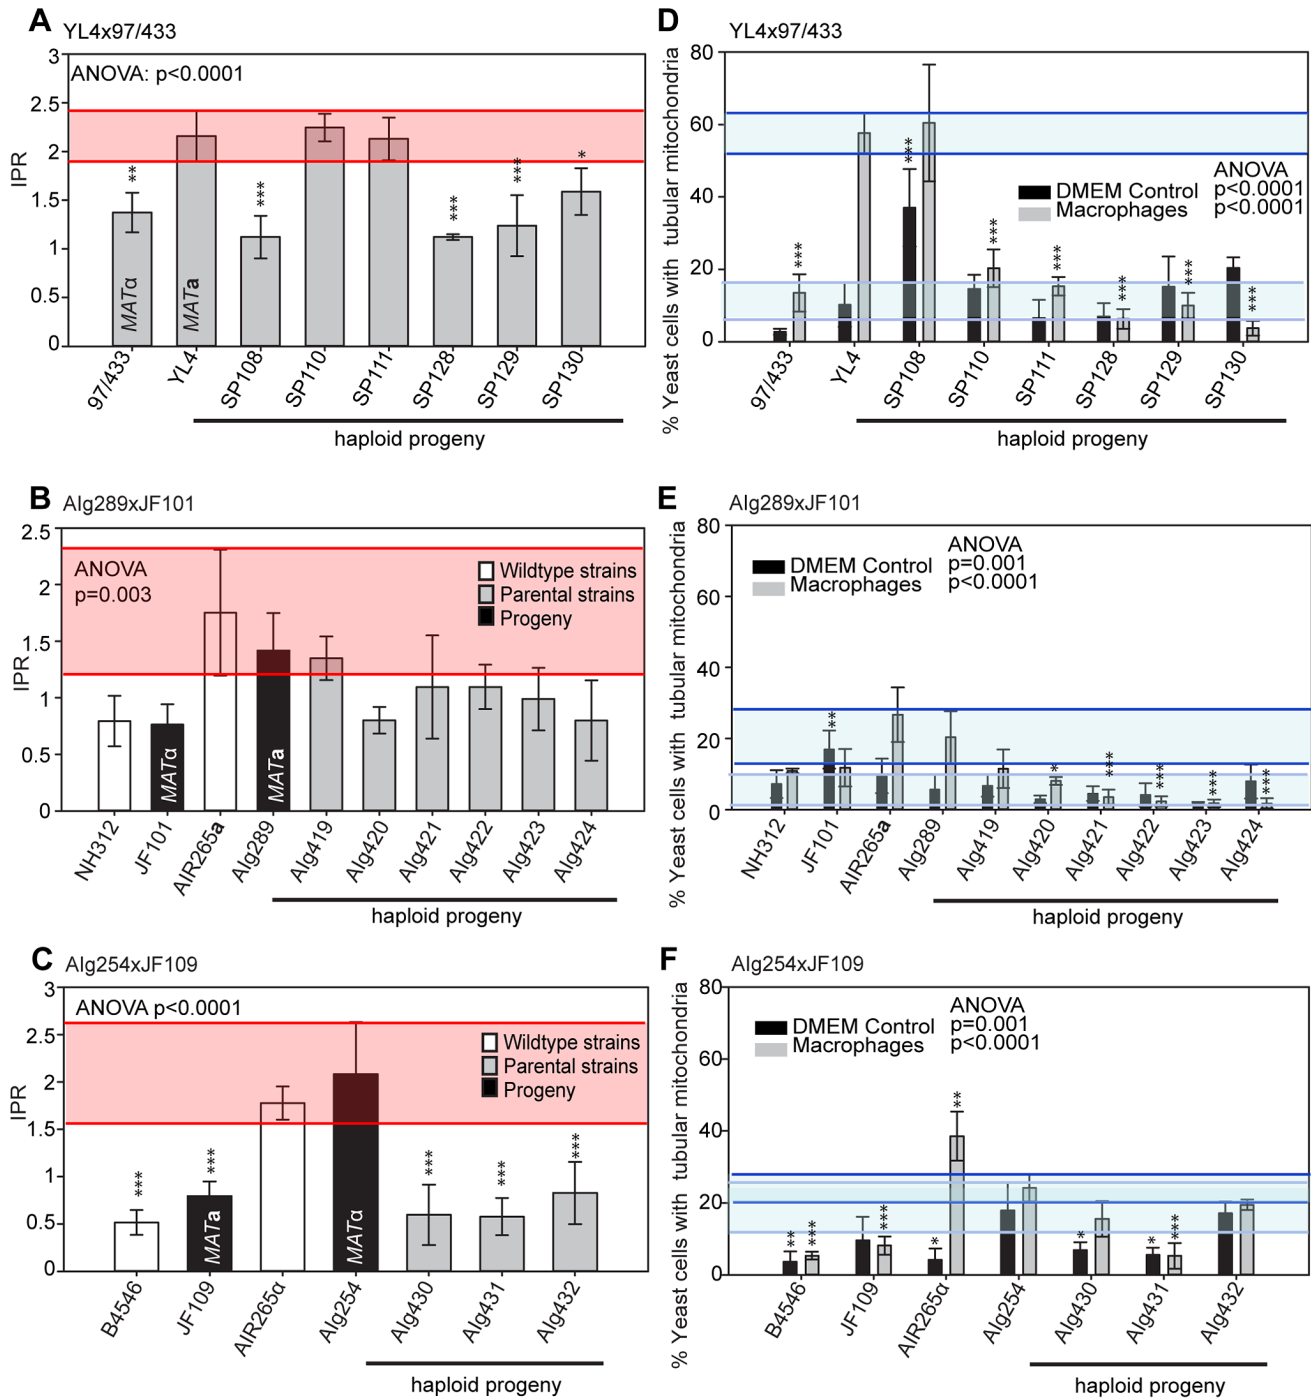 A
YL4x97/433
ANOVA: p<0.0001
IPR
3
2.5
2
1.5
1
0.5
0
**
***
***
***
*
MATα
MATa
97/433
YL4
SP108
SP110
SP111
SP128
SP129
SP130
haploid progeny
D
YL4x97/433
% Yeast cells with tubular mitochondria
80
60
40
20
0
ANOVA
DMEM Control p<0.0001
Macrophages p<0.0001
***
***
***
***
***
***
***
97/433
YL4
SP108
SP110
SP111
SP128
SP129
SP130
haploid progeny
B
Alg289xJF101
ANOVA
p=0.003
Wildtype strains
Parental strains
Progeny
IPR
2.5
2
1.5
1
0.5
0
MATα
MATa
NH312
JF101
AIR265a
Alg289
Alg419
Alg420
Alg421
Alg422
Alg423
Alg424
haploid progeny
E
Alg289xJF101
% Yeast cells with tubular mitochondria
80
60
40
20
0
ANOVA
DMEM Control p=0.001
Macrophages p<0.0001
**
*
***
***
***
***
NH312
JF101
AIR265a
Alg289
Alg419
Alg420
Alg421
Alg422
Alg423
Alg424
haploid progeny
C
Alg254xJF109
ANOVA p<0.0001
Wildtype strains
Parental strains
Progeny
IPR
3
2.5
2
1.5
1
0.5
0
***
***
***
***
***
MATa
MATα
B4546
JF109
AIR265α
Alg254
Alg430
Alg431
Alg432
haploid progeny
F
Alg254xJF109
% Yeast cells with tubular mitochondria
80
60
40
20
0
ANOVA
DMEM Control p=0.001
Macrophages p<0.0001
**
***
***
*
**
*
*
***
B4546
JF109
AIR265α
Alg254
Alg430
Alg431
Alg432
haploid progeny